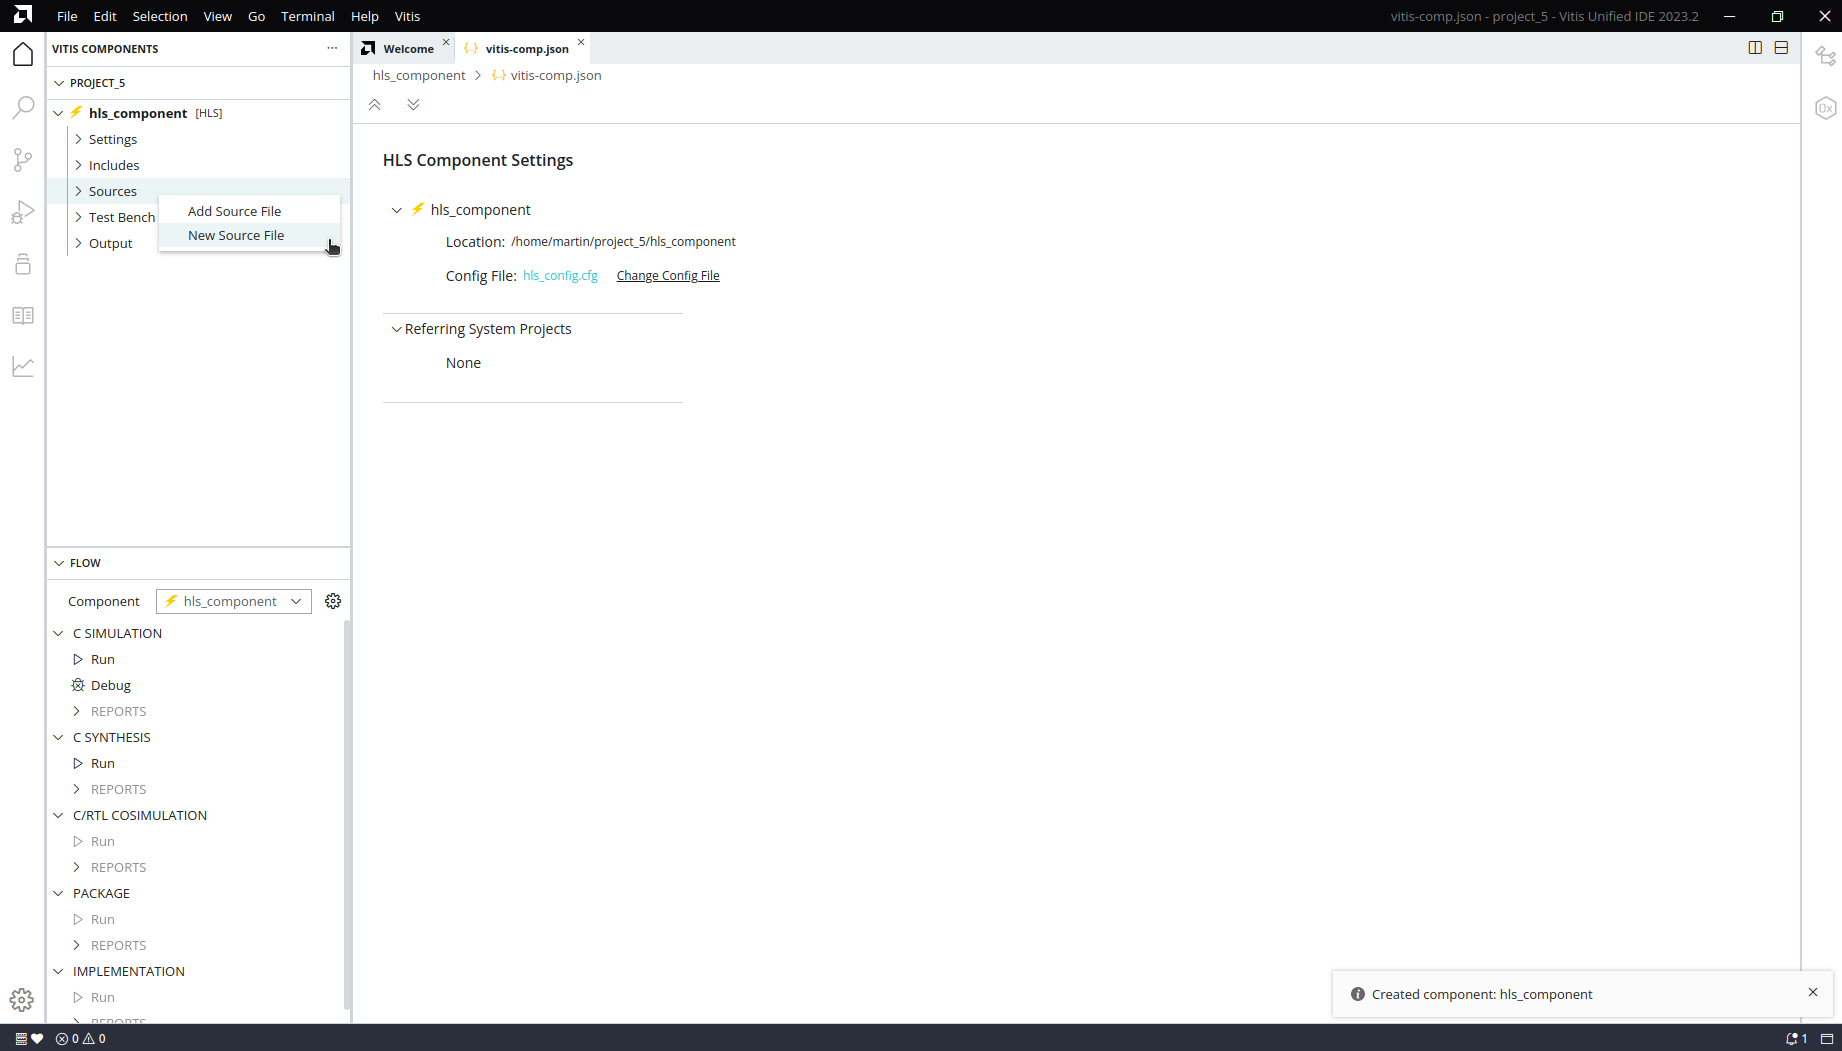 File Edit Selection View Go Terminal Help Vitis
vitis-comp.json - project_5 - Vitis Unified IDE 2023.2
VITIS COMPONENTS
PROJECT_5
hls_component [HLS]
Settings
Includes
Sources
Test Bench
Output
Add Source File
New Source File
Welcome
{..} vitis-comp.json
hls_component > {..} vitis-comp.json
HLS Component Settings
hls_component
Location: /home/martin/project_5/hls_component
Config File: hls_config.cfg Change Config File
Referring System Projects
None
FLOW
Component hls_component
C SIMULATION
Run
Debug
REPORTS
C SYNTHESIS
Run
REPORTS
C/RTL COSIMULATION
Run
REPORTS
PACKAGE
Run
REPORTS
IMPLEMENTATION
Run
REPORTS
0x
Created component: hls_component
0 0
1